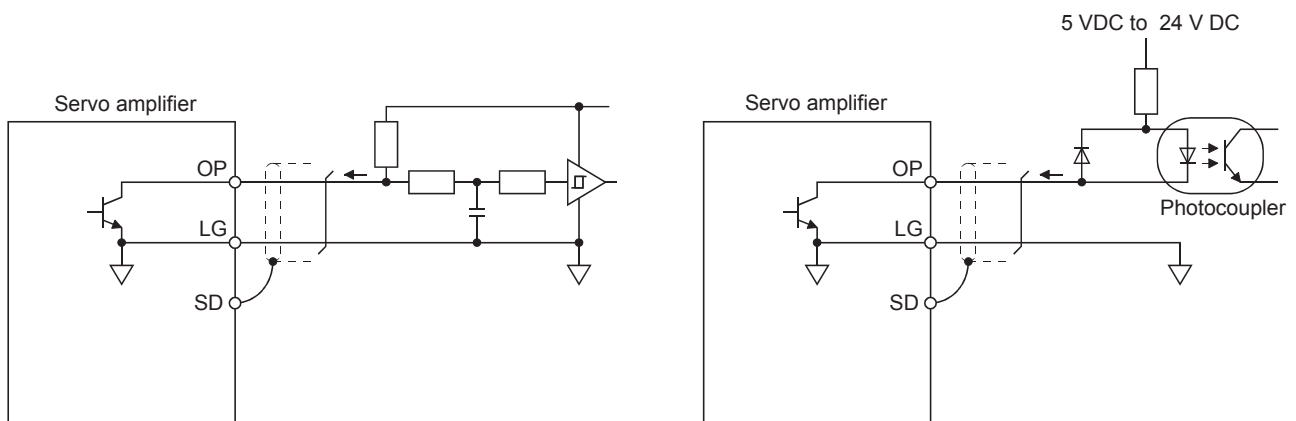 Servo amplifier
OP
LG
SD
5 VDC to 24 V DC
Servo amplifier
OP
LG
SD
Photocoupler